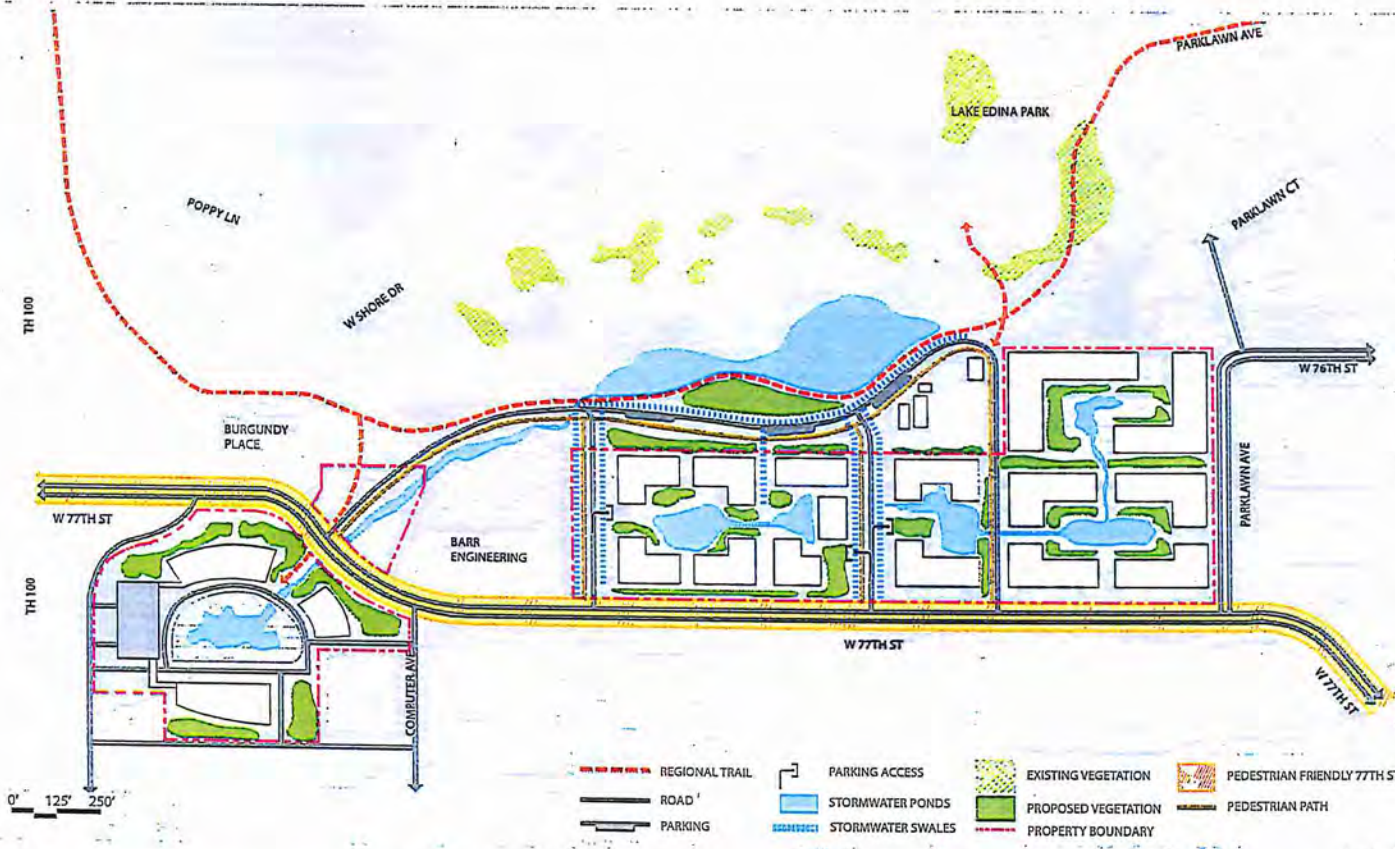 PARKLAWN AVE
LAKE EDINA PARK
POPPY LN
PARKLAWN CT
W SHORE DR
TH 100
W 76TH ST
BURGUNDY
PLACE
W 77TH ST
BARR
ENGINEERING
PARKLAWN AVE
TH 100
W 77TH ST
COMPUTER AVE
W 77TH ST
0' 125' 250'
REGIONAL TRAIL
ROAD
PARKING
PARKING ACCESS
STORMWATER PONDS
STORMWATER SWALES
EXISTING VEGETATION
PROPOSED VEGETATION
PROPERTY BOUNDARY
PEDESTRIAN FRIENDLY 77TH ST
PEDESTRIAN PATH